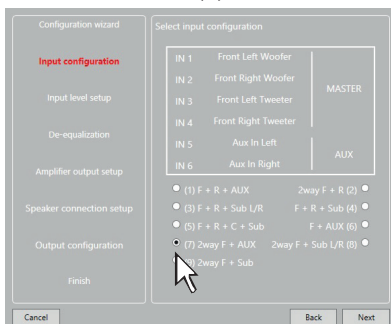 Configuration wizard
Input configuration
Input level setup
De-equalization
Amplifier output setup
Speaker connection setup
Output configuration
Finish
Select input configuration
IN 1 Front Left Woofer
IN 2 Front Right Woofer
IN 3 Front Left Tweeter
IN 4 Front Right Tweeter
MASTER
IN 5 Aux In Left
IN 6 Aux In Right
AUX
(1) F + R + AUX 2way F + R (2)
(3) F + R + Sub L/R F + R + Sub (4)
(5) F + R + C + Sub F + AUX (6)
(7) 2way F + AUX 2way F + Sub L/R (8)
2way F + Sub
Cancel Back Next